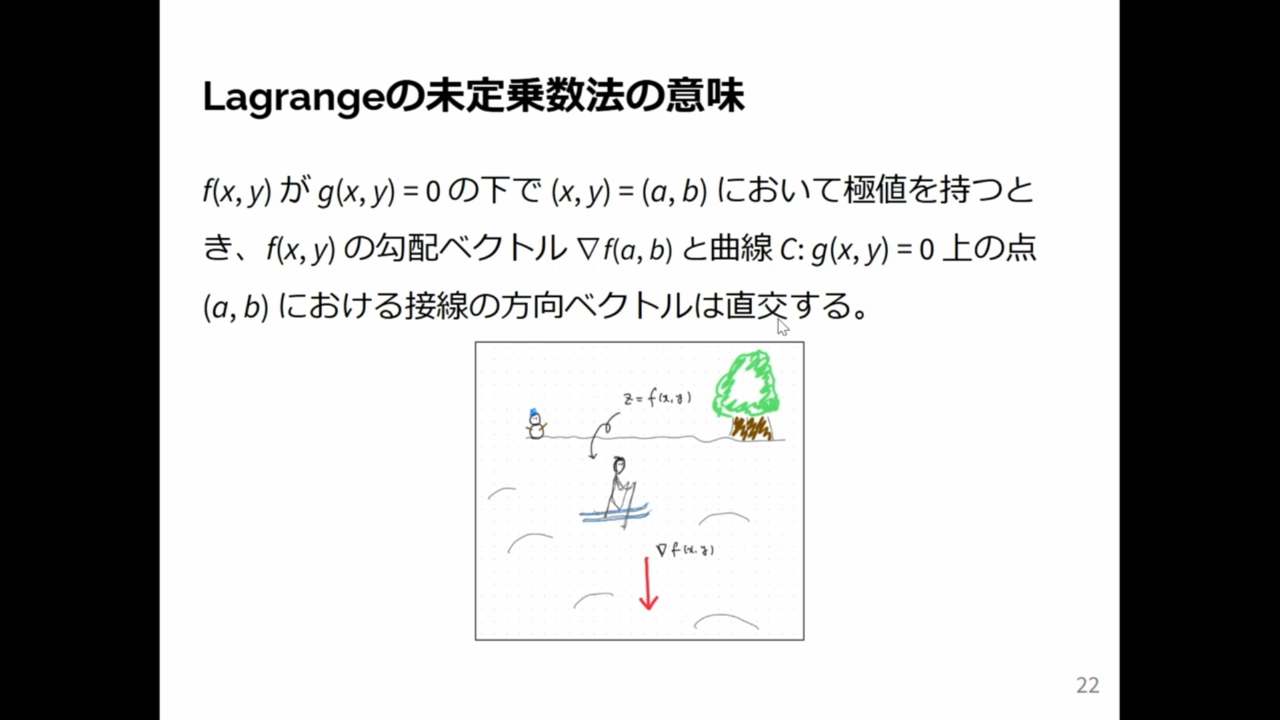 Lagrangeの未定乗数法の意味
f(x, y) が g(x, y) = 0 の下で (x, y) = (a, b) において極値を持つと
き、f(x, y) の勾配ベクトル ∇f(a, b) と曲線 C: g(x, y) = 0 上の点
(a, b) における接線の方向ベクトルは直交する。
z = f(x, y)
∇f(x, y)
22